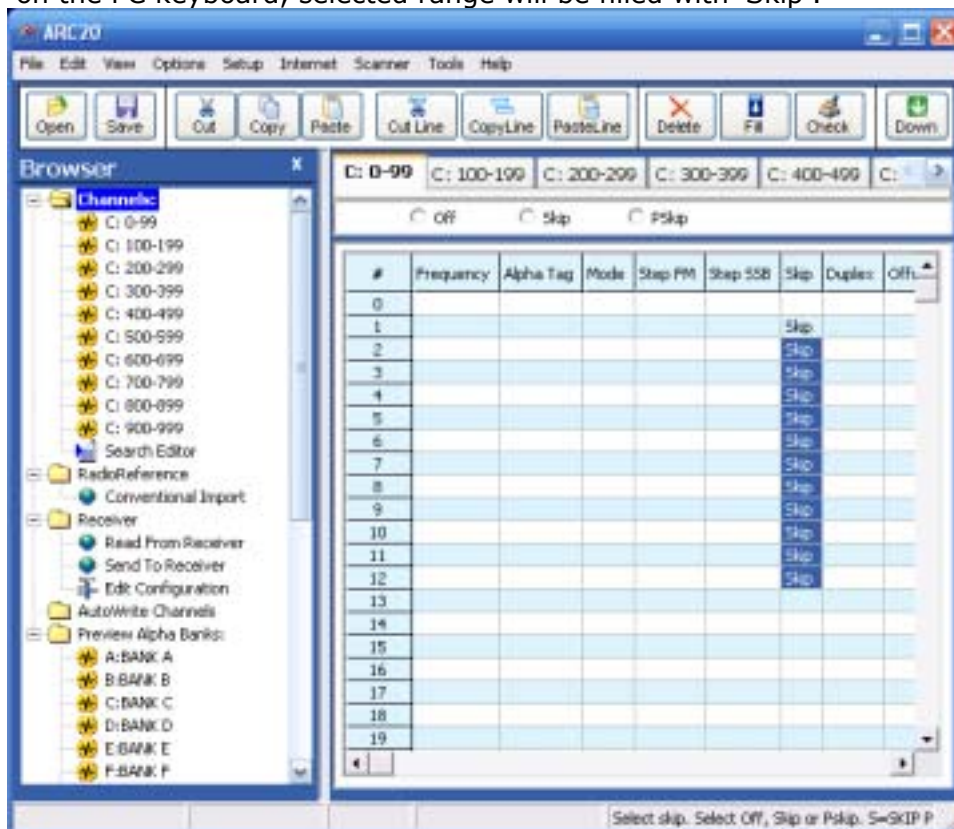 on the PC keyboard, selected range will be filled with 'Skip'.
ARC20
File Edit View Options Setup Internet Scanner Tools Help
Open Save Cut Copy Paste Cut Line CopyLine PasteLine Delete Fill Check Down
Browser x
Channels:
C: 0-99
C: 100-199
C: 200-299
C: 300-399
C: 400-499
C: 500-599
C: 600-699
C: 700-799
C: 800-899
C: 900-999
Search Editor
RadioReference
Conventional Import
Receiver
Read From Receiver
Send To Receiver
Edit Configuration
AutoWrite Channels
Preview Alpha Banks:
A:BANK A
B:BANK B
C:BANK C
D:BANK D
E:BANK E
F:BANK F
C: 0-99 C: 100-199 C: 200-299 C: 300-399 C: 400-499 C:
Off Skip PSkip
# Frequency Alpha Tag Mode Step FM Step SSB Skip Duplex
0
1 Skip
2 Skip
3 Skip
4 Skip
5 Skip
6 Skip
7 Skip
8 Skip
9 Skip
10 Skip
11 Skip
12 Skip
13
14
15
16
17
18
19
Select skip. Select Off, Skip or Pskip. S=SKIP P